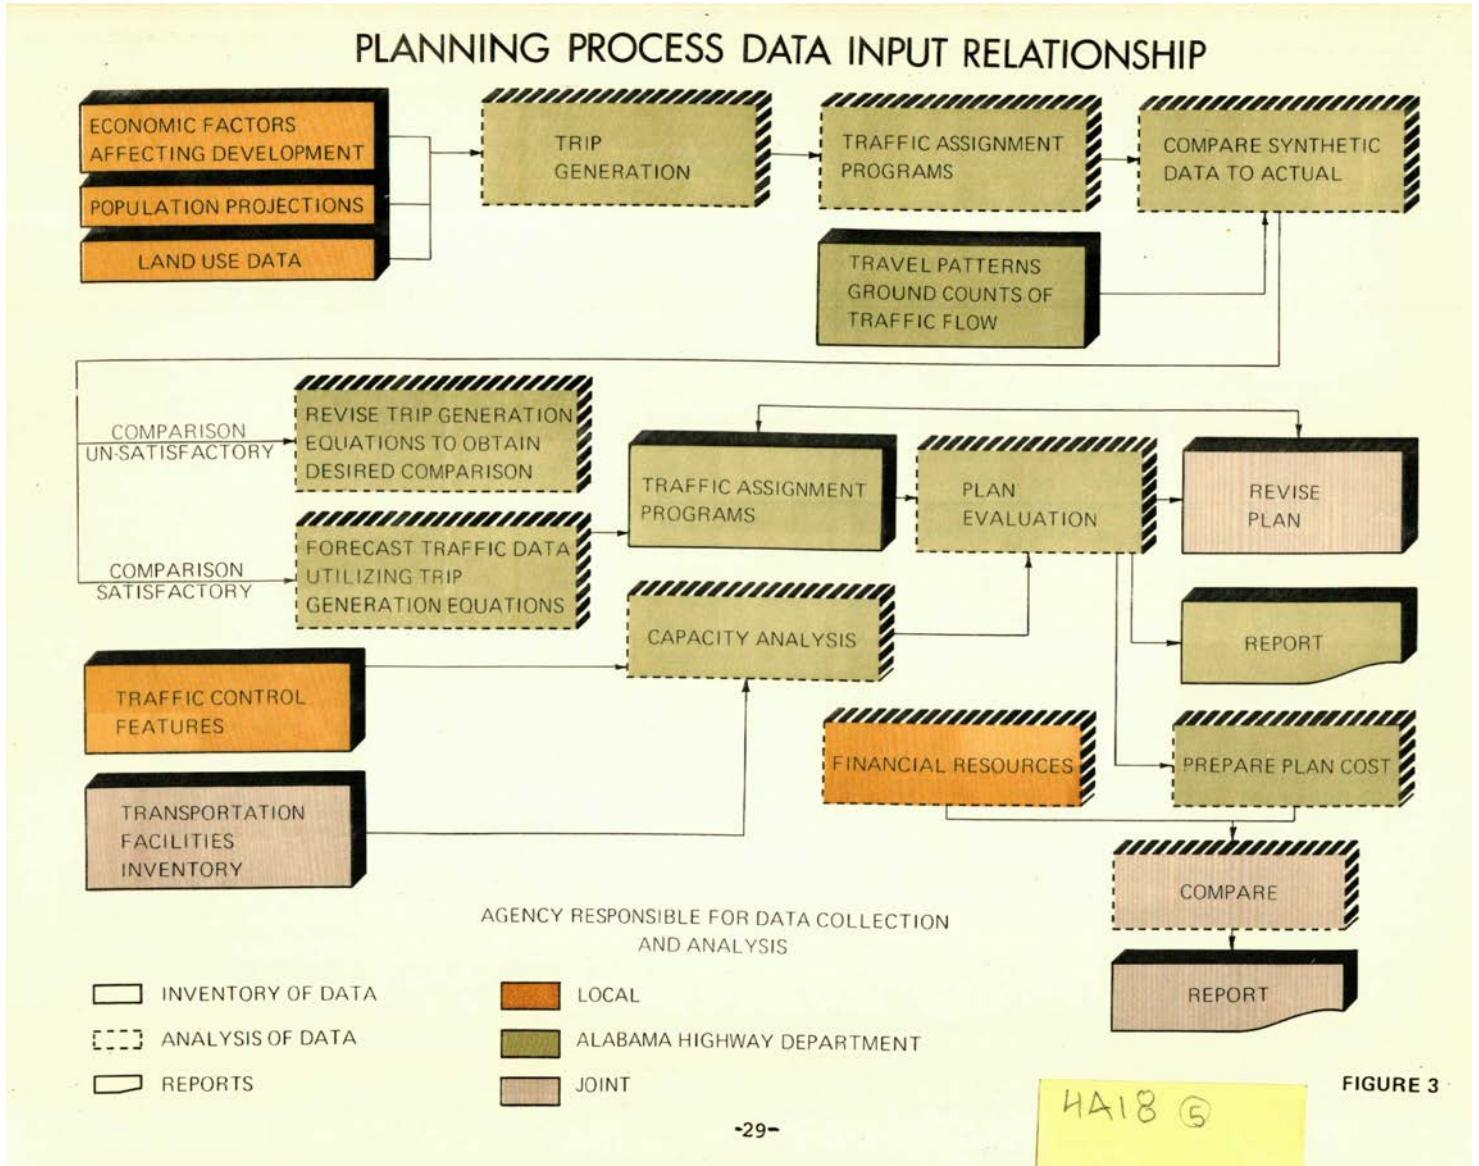 PLANNING PROCESS DATA INPUT RELATIONSHIP
ECONOMIC FACTORS
AFFECTING DEVELOPMENT
POPULATION PROJECTIONS
LAND USE DATA
TRIP
GENERATION
TRAFFIC ASSIGNMENT
PROGRAMS
COMPARE SYNTHETIC
DATA TO ACTUAL
TRAVEL PATTERNS
GROUND COUNTS OF
TRAFFIC FLOW
COMPARISON
UN-SATISFACTORY
REVISE TRIP GENERATION
EQUATIONS TO OBTAIN
DESIRED COMPARISON
COMPARISON
SATISFACTORY
FORECAST TRAFFIC DATA
UTILIZING TRIP
GENERATION EQUATIONS
TRAFFIC ASSIGNMENT
PROGRAMS
PLAN
EVALUATION
REVISE
PLAN
CAPACITY ANALYSIS
REPORT
TRAFFIC CONTROL
FEATURES
FINANCIAL RESOURCES
PREPARE PLAN COST
TRANSPORTATION
FACILITIES
INVENTORY
COMPARE
REPORT
AGENCY RESPONSIBLE FOR DATA COLLECTION
AND ANALYSIS
INVENTORY OF DATA
ANALYSIS OF DATA
REPORTS
LOCAL
ALABAMA HIGHWAY DEPARTMENT
JOINT
FIGURE 3
4A18 5
-29-